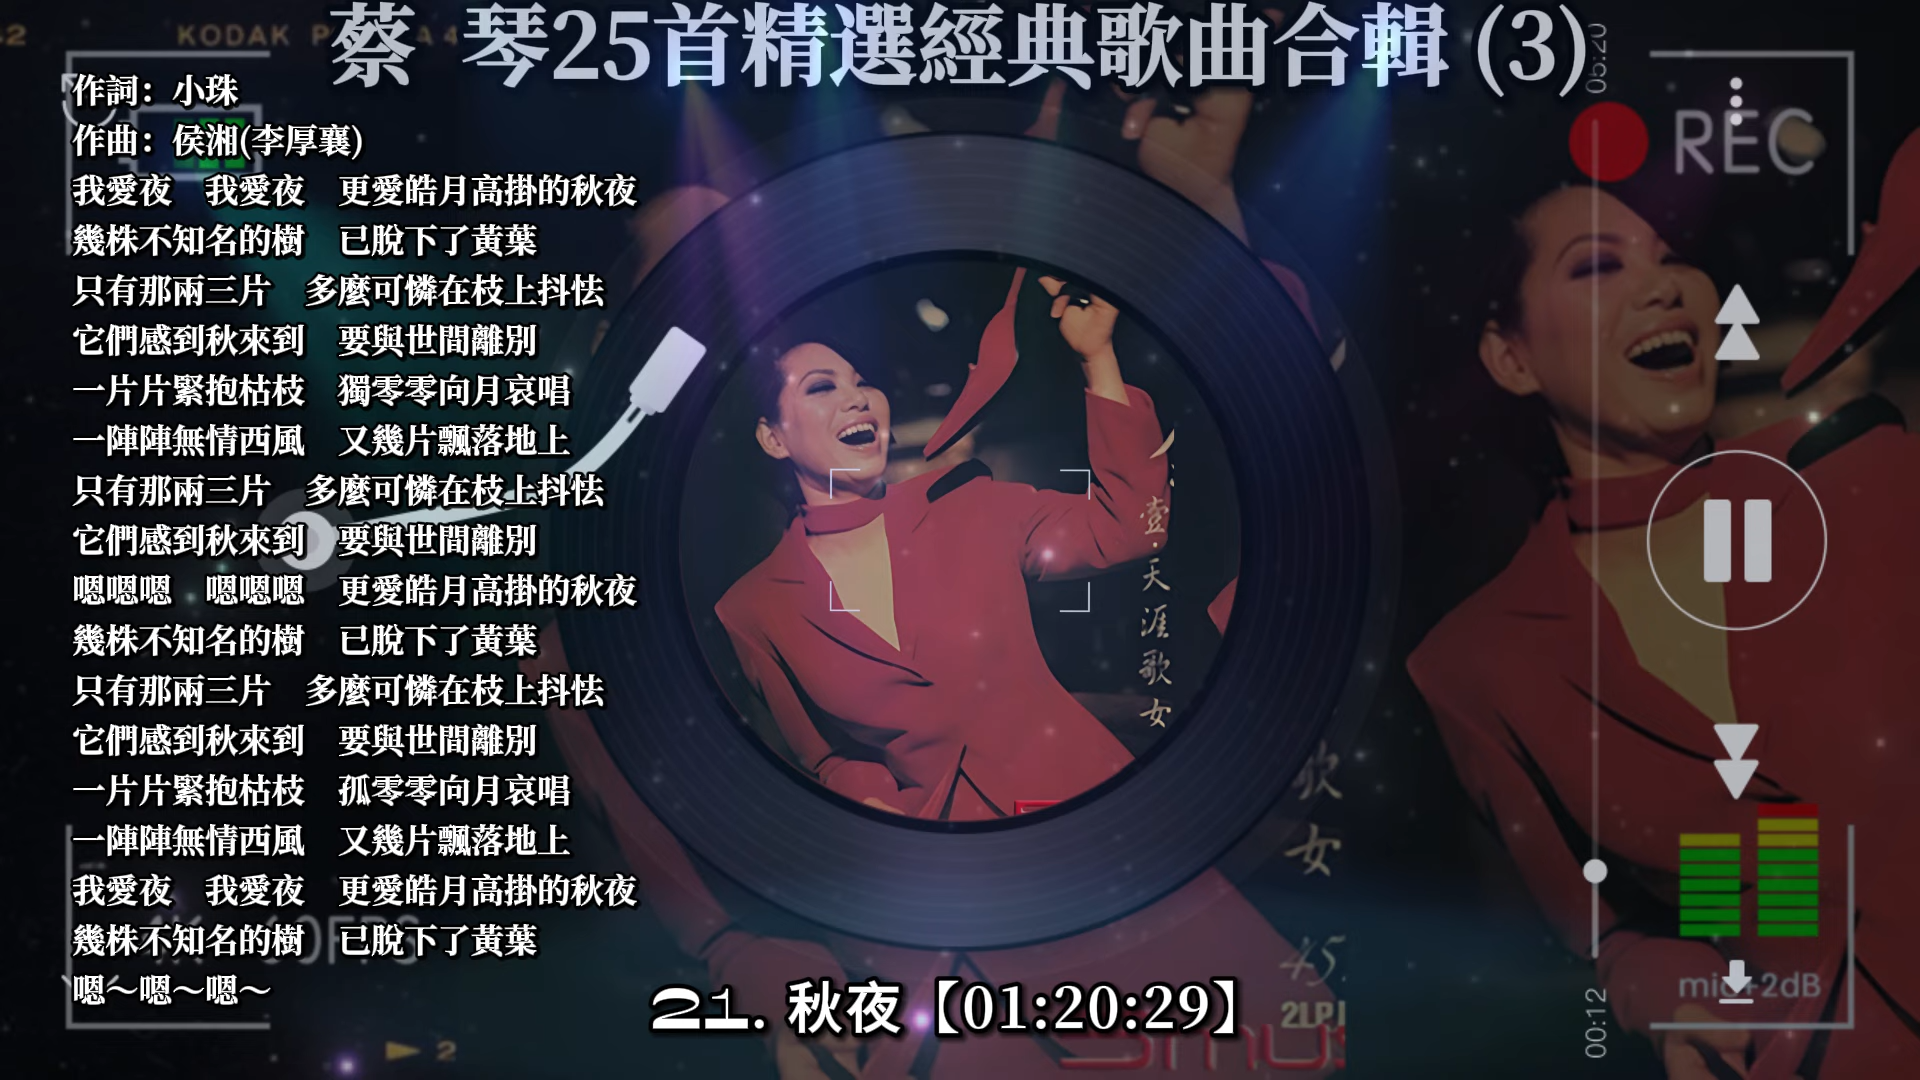 蔡 琴25首精選經典歌曲合輯 (3)
KODAK P
作詞：小珠
作曲：侯湘(李厚襄)
我愛夜　我愛夜　更愛皓月高掛的秋夜
幾株不知名的樹　已脫下了黃葉
只有那兩三片　多麼可憐在枝上抖怯
它們感到秋來到　要與世間離別
一片片緊抱枯枝　獨零零向月哀唱
一陣陣無情西風　又幾片飄落地上
只有那兩三片　多麼可憐在枝上抖怯
它們感到秋來到　要與世間離別
嗯嗯嗯　嗯嗯嗯　更愛皓月高掛的秋夜
幾株不知名的樹　已脫下了黃葉
只有那兩三片　多麼可憐在枝上抖怯
它們感到秋來到　要與世間離別
一片片緊抱枯枝　孤零零向月哀唱
一陣陣無情西風　又幾片飄落地上
我愛夜　我愛夜　更愛皓月高掛的秋夜
幾株不知名的樹　已脫下了黃葉
嗯～嗯～嗯～
21. 秋夜【01:20:29】
壹·天涯歌女
歌女
45.
2LP
2
05:20
REC
mic+2dB
00:12